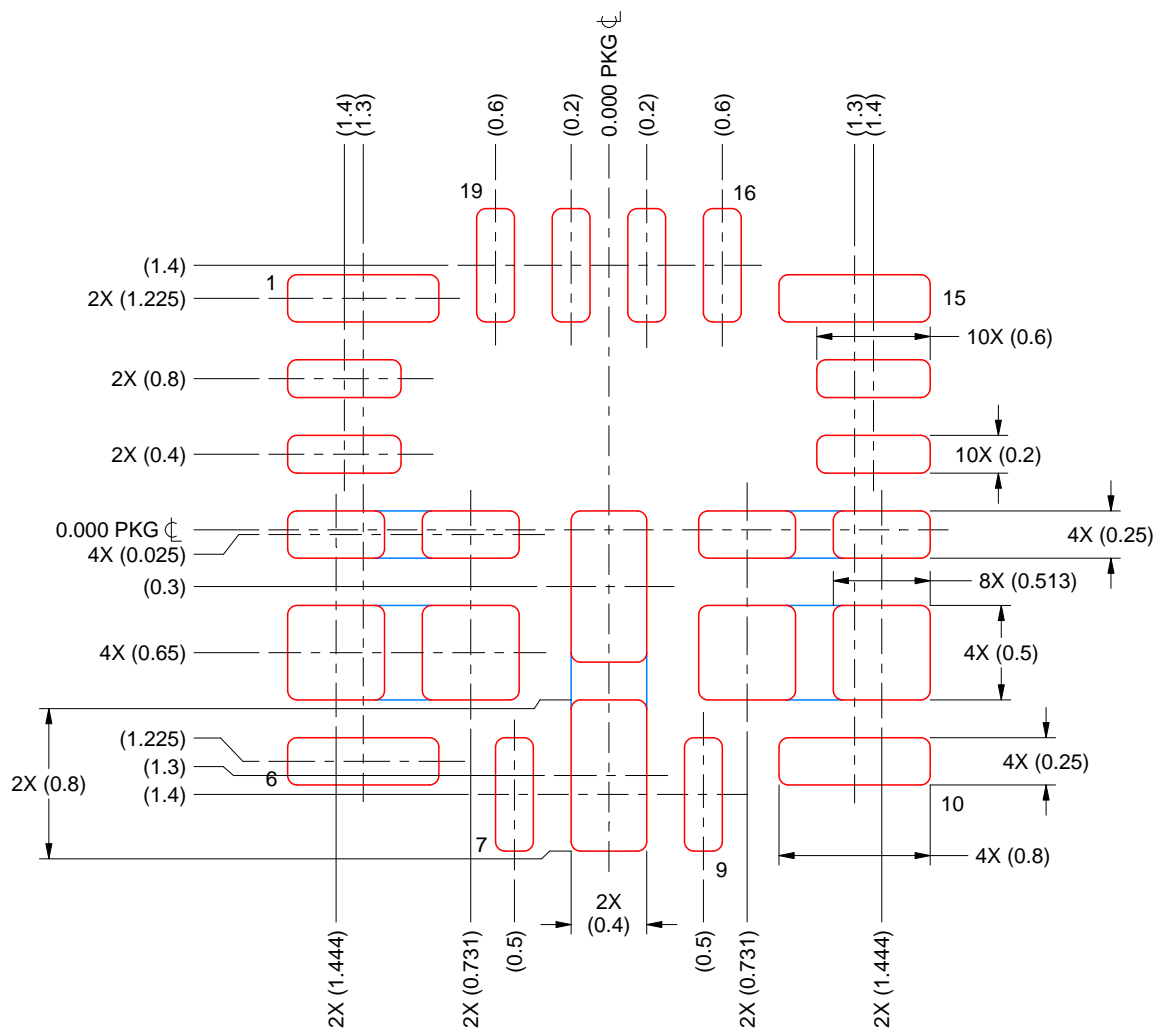 (1.4)
(1.3)
(0.6)
(0.2)
0.000 PKG ℄
(0.2)
(0.6)
(1.3)
(1.4)
19
16
(1.4)
1
2X (1.225)
15
10X (0.6)
2X (0.8)
2X (0.4)
10X (0.2)
0.000 PKG ℄
4X (0.025)
4X (0.25)
(0.3)
8X (0.513)
4X (0.65)
4X (0.5)
(1.225)
(1.3)
2X (0.8)
(1.4)
6
4X (0.25)
10
7
9
4X (0.8)
2X
(0.4)
2X (1.444)
2X (0.731)
(0.5)
(0.5)
2X (0.731)
2X (1.444)